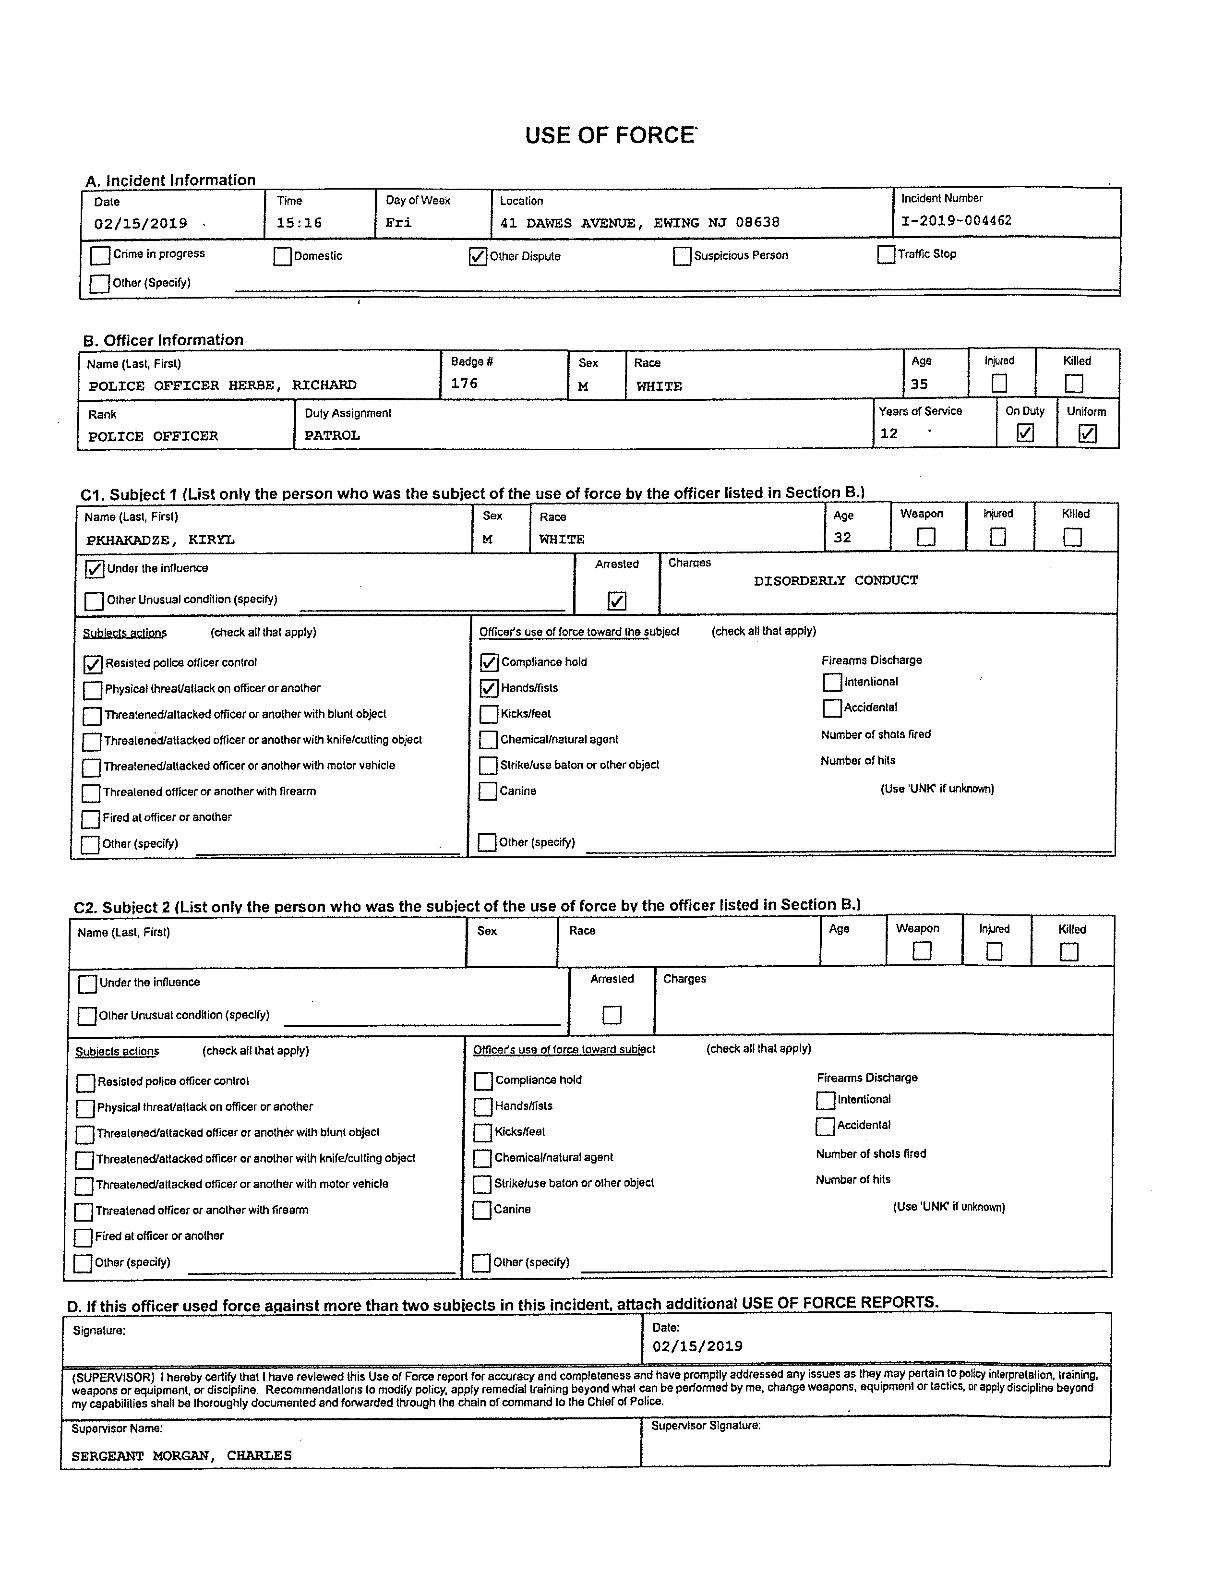 USE OF FORCE
A. Incident Information
Date Time Day of Week Location Incident Number
02/15/2019 15:16 Fri 41 DAWES AVENUE, EWING NJ 08638 I-2019-004462
☐ Crime in progress ☐ Domestic ☑ Other Dispute ☐ Suspicious Person ☐ Traffic Stop
☐ Other (Specify)
B. Officer Information
Name (Last, First) Badge # Sex Race Age Injured Killed
POLICE OFFICER HERBE, RICHARD 176 M WHITE 35 ☐ ☐
Rank Duty Assignment Years of Service On Duty Uniform
POLICE OFFICER PATROL 12 ☑ ☑
C1. Subject 1 (List only the person who was the subject of the use of force by the officer listed in Section B.)
Name (Last, First) Sex Race Age Weapon Injured Killed
PKHAKADZE, KIRYL M WHITE 32 ☐ ☐ ☐
☑ Under the influence Arrested Charges
DISORDERLY CONDUCT
☐ Other Unusual condition (specify) ☑
Subjects actions (check all that apply) Officer's use of force toward the subject (check all that apply)
☑ Resisted police officer control ☑ Compliance hold Firearms Discharge
☐ Physical threat/attack on officer or another ☑ Hands/fists ☐ Intentional
☐ Threatened/attacked officer or another with blunt object ☐ Kicks/feet ☐ Accidental
☐ Threatened/attacked officer or another with knife/cutting object ☐ Chemical/natural agent Number of shots fired
☐ Threatened/attacked officer or another with motor vehicle ☐ Strike/use baton or other object Number of hits
☐ Threatened officer or another with firearm ☐ Canine (Use 'UNK' if unknown)
☐ Fired at officer or another
☐ Other (specify) ☐ Other (specify)
C2. Subject 2 (List only the person who was the subject of the use of force by the officer listed in Section B.)
Name (Last, First) Sex Race Age Weapon Injured Killed
☐ ☐ ☐
☐ Under the influence Arrested Charges
☐ Other Unusual condition (specify) ☐
Subjects actions (check all that apply) Officer's use of force toward subject (check all that apply)
☐ Resisted police officer control ☐ Compliance hold Firearms Discharge
☐ Physical threat/attack on officer or another ☐ Hands/fists ☐ Intentional
☐ Threatened/attacked officer or another with blunt object ☐ Kicks/feet ☐ Accidental
☐ Threatened/attacked officer or another with knife/cutting object ☐ Chemical/natural agent Number of shots fired
☐ Threatened/attacked officer or another with motor vehicle ☐ Strike/use baton or other object Number of hits
☐ Threatened officer or another with firearm ☐ Canine (Use 'UNK' if unknown)
☐ Fired at officer or another
☐ Other (specify) ☐ Other (specify)
D. If this officer used force against more than two subjects in this incident, attach additional USE OF FORCE REPORTS.
Signature: Date:
02/15/2019
(SUPERVISOR) I hereby certify that I have reviewed this Use of Force report for accuracy and completeness and have promptly addressed any issues as they may pertain to policy interpretation, training,
weapons or equipment, or discipline. Recommendations to modify policy, apply remedial training beyond what can be performed by me, change weapons, equipment or tactics, or apply discipline beyond
my capabilities shall be thoroughly documented and forwarded through the chain of command to the Chief of Police.
Supervisor Name: Supervisor Signature:
SERGEANT MORGAN, CHARLES